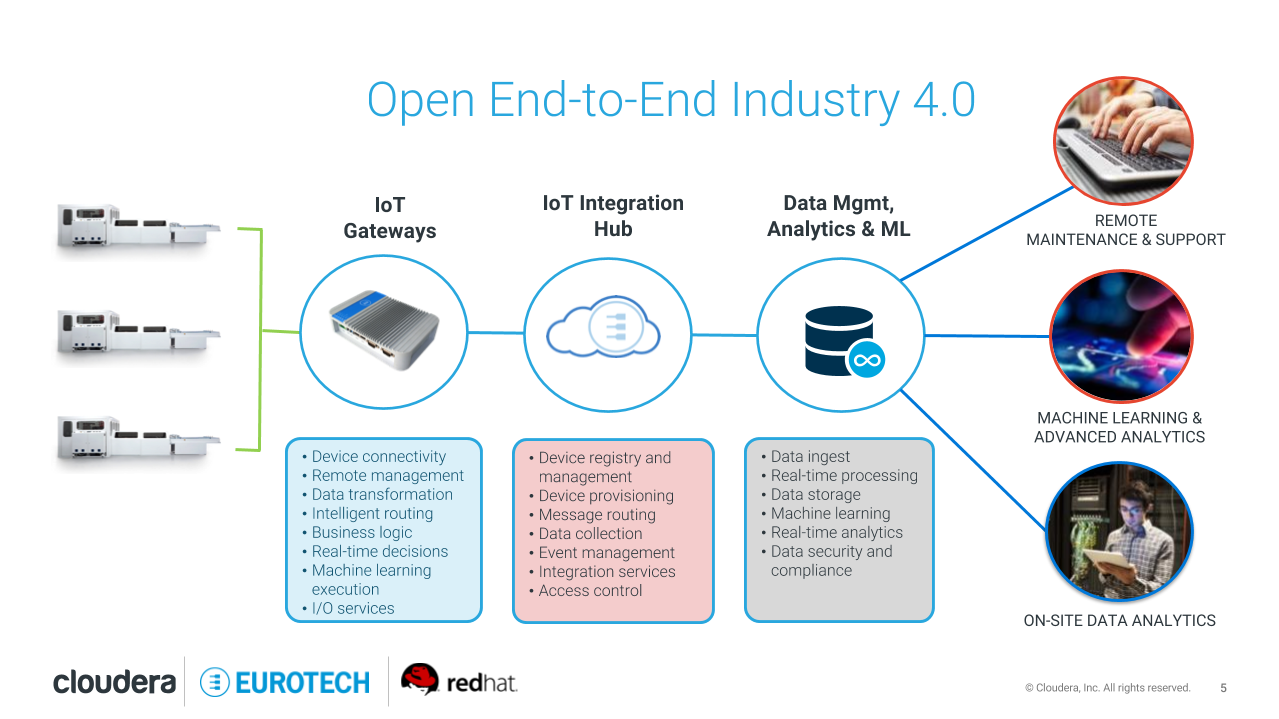 Open End-to-End Industry 4.0
IoT
Gateways
IoT Integration
Hub
Data Mgmt,
Analytics & ML
REMOTE
MAINTENANCE & SUPPORT
MACHINE LEARNING &
ADVANCED ANALYTICS
ON-SITE DATA ANALYTICS
• Device connectivity
• Remote management
• Data transformation
• Intelligent routing
• Business logic
• Real-time decisions
• Machine learning
execution
• I/O services
• Device registry and
management
• Device provisioning
• Message routing
• Data collection
• Event management
• Integration services
• Access control
• Data ingest
• Real-time processing
• Data storage
• Machine learning
• Real-time analytics
• Data security and
compliance
cloudera
EUROTECH
redhat.
© Cloudera, Inc. All rights reserved.
5